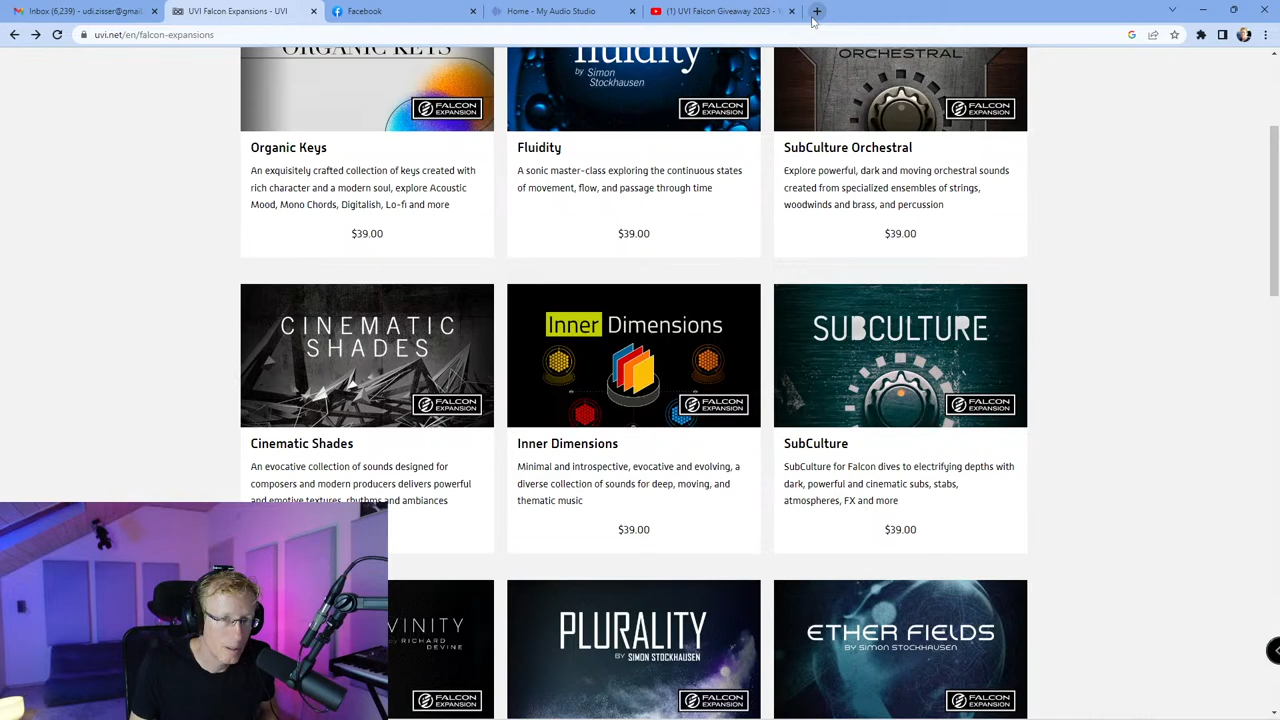 Inbox (6,239) - udi.zisser@gmail
UVI Falcon Expansions - UVI
Facebook
Home - My Audio Studio
(1) UVI Falcon Giveaway 2023 -
uvi.net/en/falcon-expansions
ORGANIC KEYS
fluidity
by Simon
Stockhausen
ORCHESTRAL
FALCON
EXPANSION
FALCON
EXPANSION
FALCON
EXPANSION
Organic Keys
An exquisitely crafted collection of keys created with
rich character and a modern soul, explore Acoustic
Mood, Mono Chords, Digitalish, Lo-fi and more
$39.00
Fluidity
A sonic master-class exploring the continuous states
of movement, flow, and passage through time
$39.00
SubCulture Orchestral
Explore powerful, dark and moving orchestral sounds
created from specialized ensembles of strings,
woodwinds and brass, and percussion
$39.00
CINEMATIC
SHADES
FALCON
EXPANSION
Inner Dimensions
FALCON
EXPANSION
SUBCULTURE
FALCON
EXPANSION
Cinematic Shades
An evocative collection of sounds designed for
composers and modern producers delivers powerful
and emotive textures, rhythms and ambiances
Inner Dimensions
Minimal and introspective, evocative and evolving, a
diverse collection of sounds for deep, moving, and
thematic music
$39.00
SubCulture
SubCulture for Falcon dives to electrifying depths with
dark, powerful and cinematic subs, stabs,
atmospheres, FX and more
$39.00
VINITY
RICHARD
DEVINE
FALCON
EXPANSION
PLURALITY
BY SIMON STOCKHAUSEN
FALCON
EXPANSION
ETHER FIELDS
BY SIMON STOCKHAUSEN
FALCON
EXPANSION